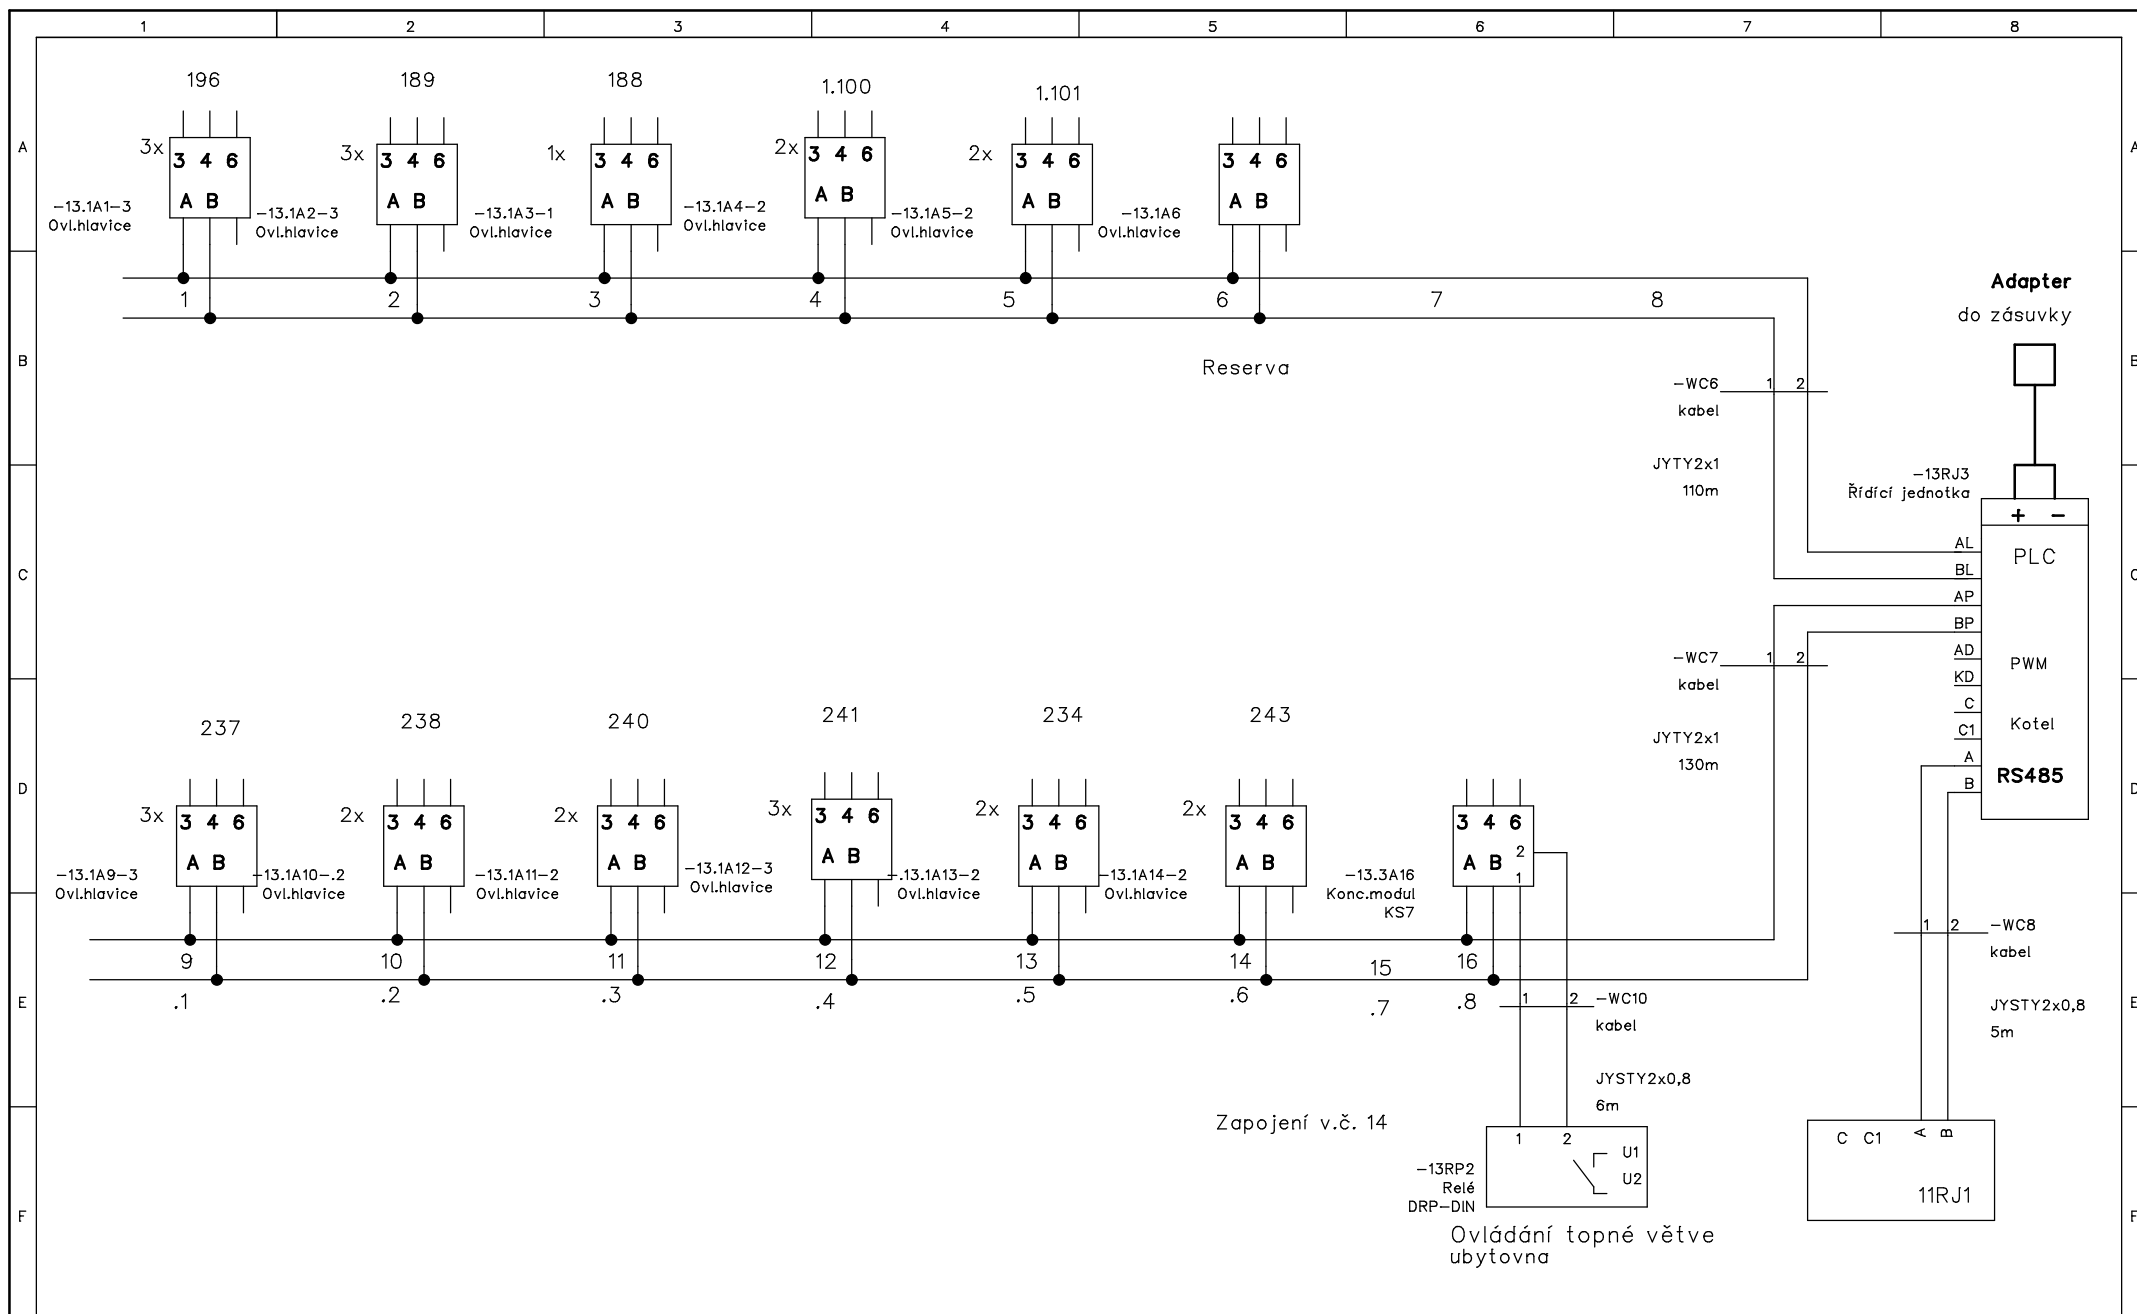 1 2 3 4 5 6 7 8
196 189 188 1.100 1.101
A A
3x 3x 1x 2x 2x
3 4 6 3 4 6 3 4 6 3 4 6 3 4 6 3 4 6
A B A B A B A B A B A B
-13.1A1-3 -13.1A2-3 -13.1A3-1 -13.1A4-2 -13.1A5-2 -13.1A6
Ovl.hlavice Ovl.hlavice Ovl.hlavice Ovl.hlavice Ovl.hlavice Ovl.hlavice
1 2 3 4 5 6 7 8
Adapter
do zásuvky
B B
Reserva
-WC6 1 2
kabel
JYTY2x1
110m
-13RJ3
Řídící jednotka
+ -
AL PLC
C C
BL
AP
BP
AD PWM
KD
C Kotel
C1
A RS485
B
-WC7 1 2
kabel
JYTY2x1
130m
237 238 240 241 234 243
D D
3x 2x 2x 3x 2x 2x
3 4 6 3 4 6 3 4 6 3 4 6 3 4 6 3 4 6 3 4 6
A B A B A B A B A B A B A B 2
1
-13.1A9-3 -13.1A10-.2 -13.1A11-2 -13.1A12-3 -.13.1A13-2 -13.1A14-2 -13.3A16
Ovl.hlavice Ovl.hlavice Ovl.hlavice Ovl.hlavice Ovl.hlavice Ovl.hlavice Konc.modul
KS7
1 2 -WC8
kabel
JYSTY2x0,8
5m
9 10 11 12 13 14 15 16
E E
.1 .2 .3 .4 .5 .6 .7 .8
1 2 -WC10
kabel
JYSTY2x0,8
6m
Zapojení v.č. 14
1 2
U1
U2
-13RP2
Relé
DRP-DIN
C C1 A B
11RJ1
F F
Ovládání topné větve
ubytovna